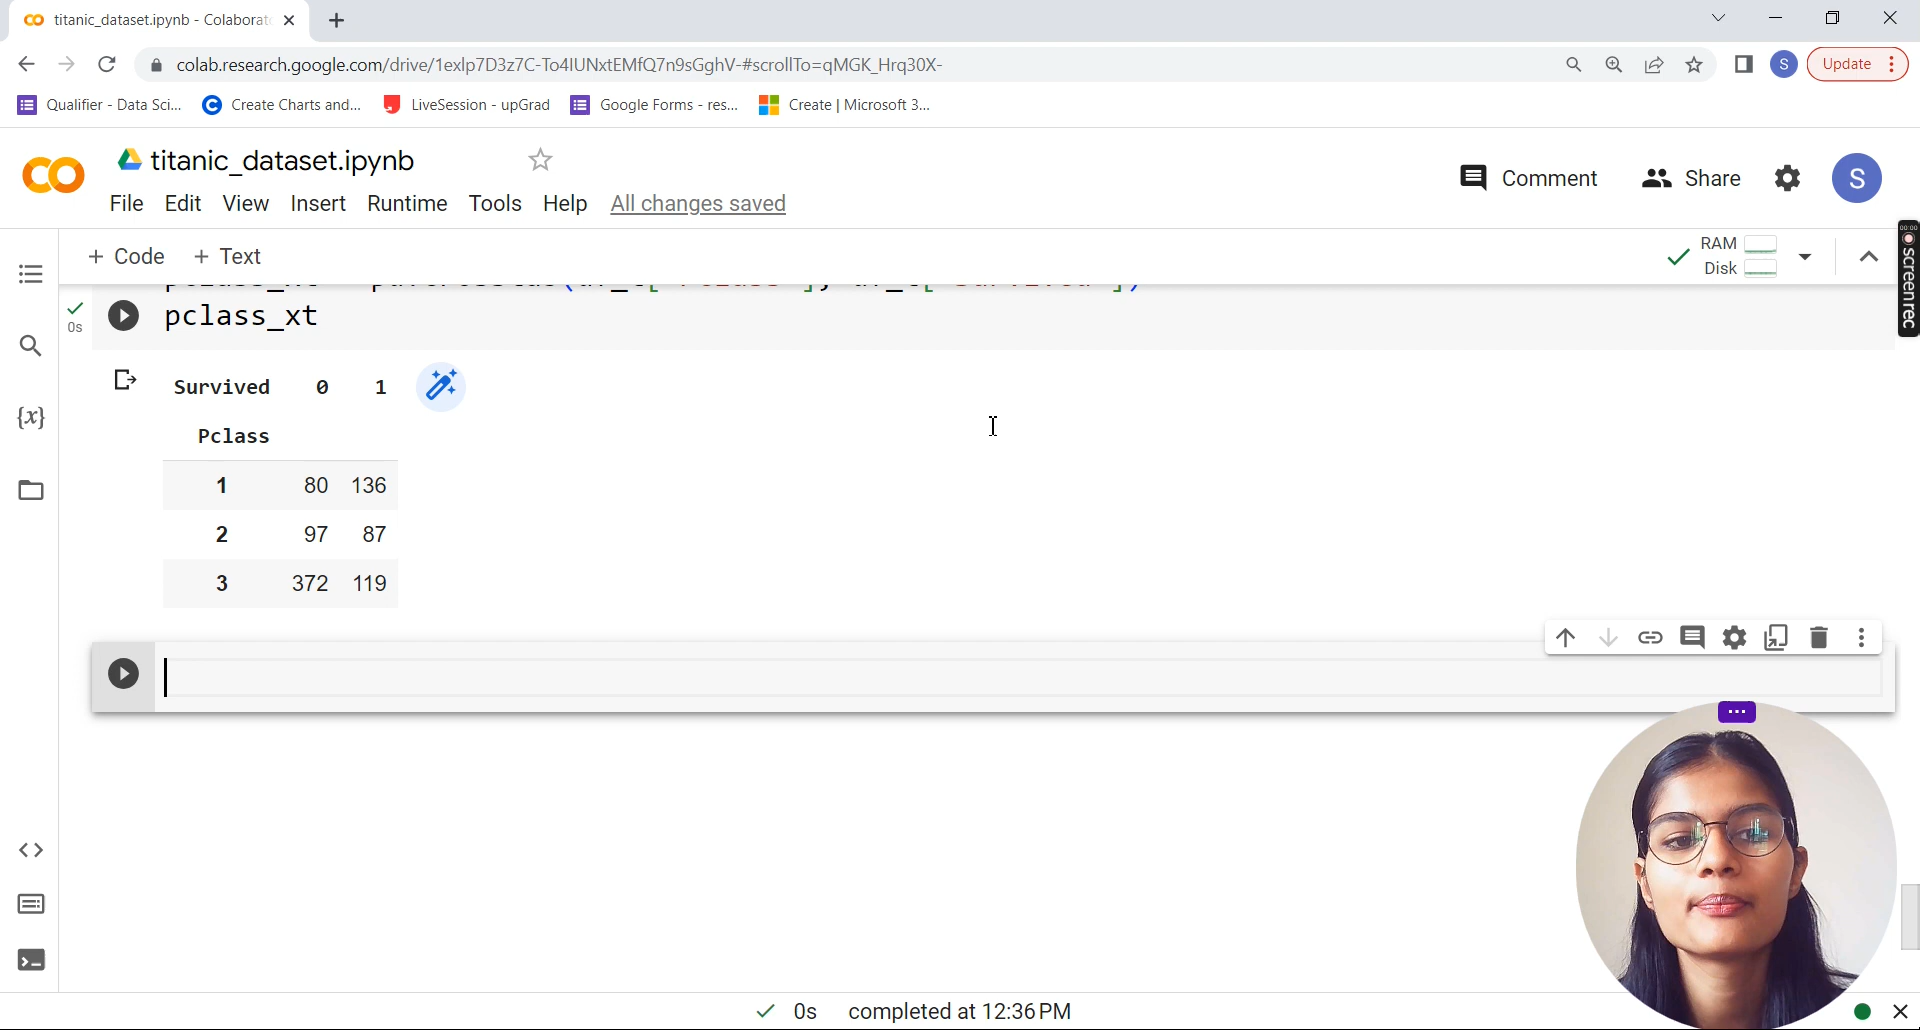 titanic_dataset.ipynb - Colaborat
colab.research.google.com/drive/1exlp7D3z7C-To4IUNxtEMfQ7n9sGghV-#scrollTo=qMGK_Hrq30X-
S
Update
Qualifier - Data Sci...
Create Charts and...
LiveSession - upGrad
Google Forms - res...
Create | Microsoft 3...
titanic_dataset.ipynb
Comment
Share
S
File Edit View Insert Runtime Tools Help All changes saved
+ Code + Text
RAM
Disk
00:00
screenrec
0s
pclass_xt
Survived 0 1
Pclass
1 80 136
2 97 87
3 372 119
{x}
0s completed at 12:36 PM